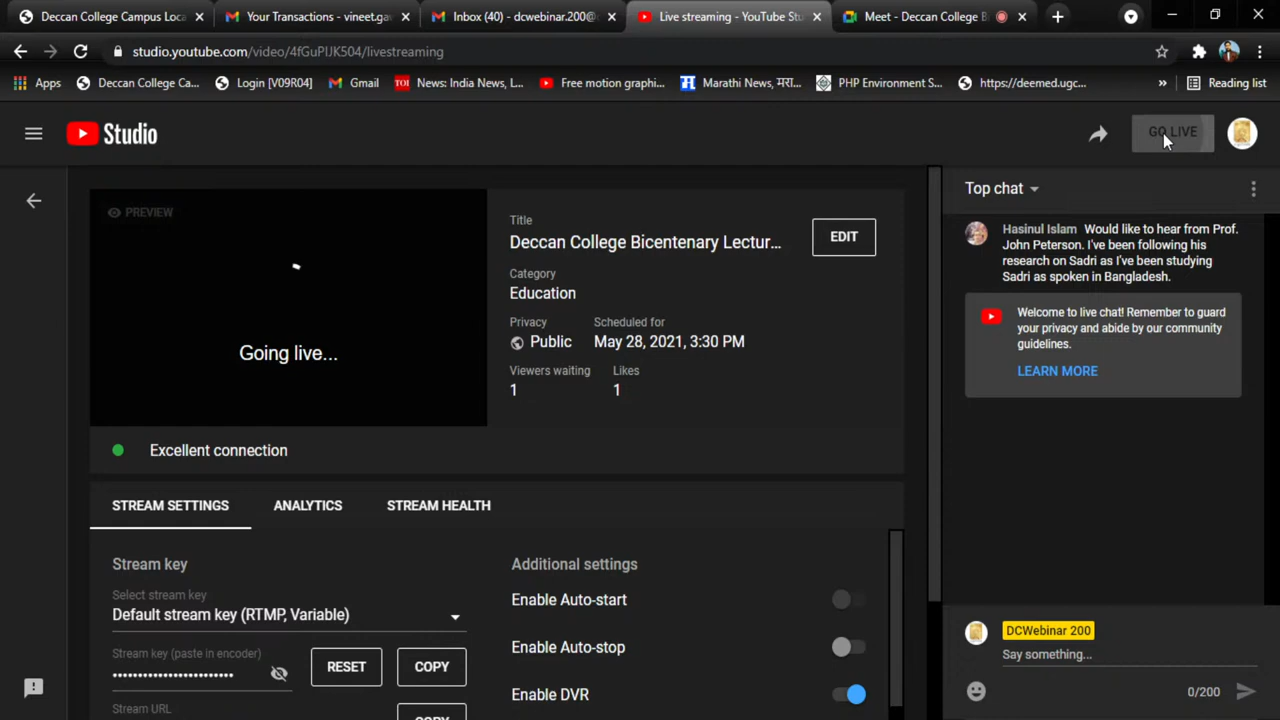 Deccan College Campus Loca
Your Transactions - vineet.ga
Inbox (40) - dcwebinar.200@
Live streaming - YouTube Stu
Meet - Deccan College B
studio.youtube.com/video/4fGuPIJK504/livestreaming
Apps
Deccan College Ca...
Login [V09R04]
Gmail
TOI
News: India News, L...
Free motion graphi...
Marathi News, मरा...
PHP Environment S...
https://deemed.ugc...
»
Reading list
Studio
GO LIVE
PREVIEW
Going live...
Title
Deccan College Bicentenary Lectur...
EDIT
Category
Education
Privacy
Public
Scheduled for
May 28, 2021, 3:30 PM
Viewers waiting
1
Likes
1
Excellent connection
STREAM SETTINGS
ANALYTICS
STREAM HEALTH
Stream key
Select stream key
Default stream key (RTMP, Variable)
Stream key (paste in encoder)
•••••••••••••••••••••••
RESET
COPY
Stream URL
COPY
Additional settings
Enable Auto-start
Enable Auto-stop
Enable DVR
Top chat
Hasinul Islam Would like to hear from Prof.
John Peterson. I've been following his
research on Sadri as I've been studying
Sadri as spoken in Bangladesh.
Welcome to live chat! Remember to guard
your privacy and abide by our community
guidelines.
LEARN MORE
DCWebinar 200
Say something...
0/200